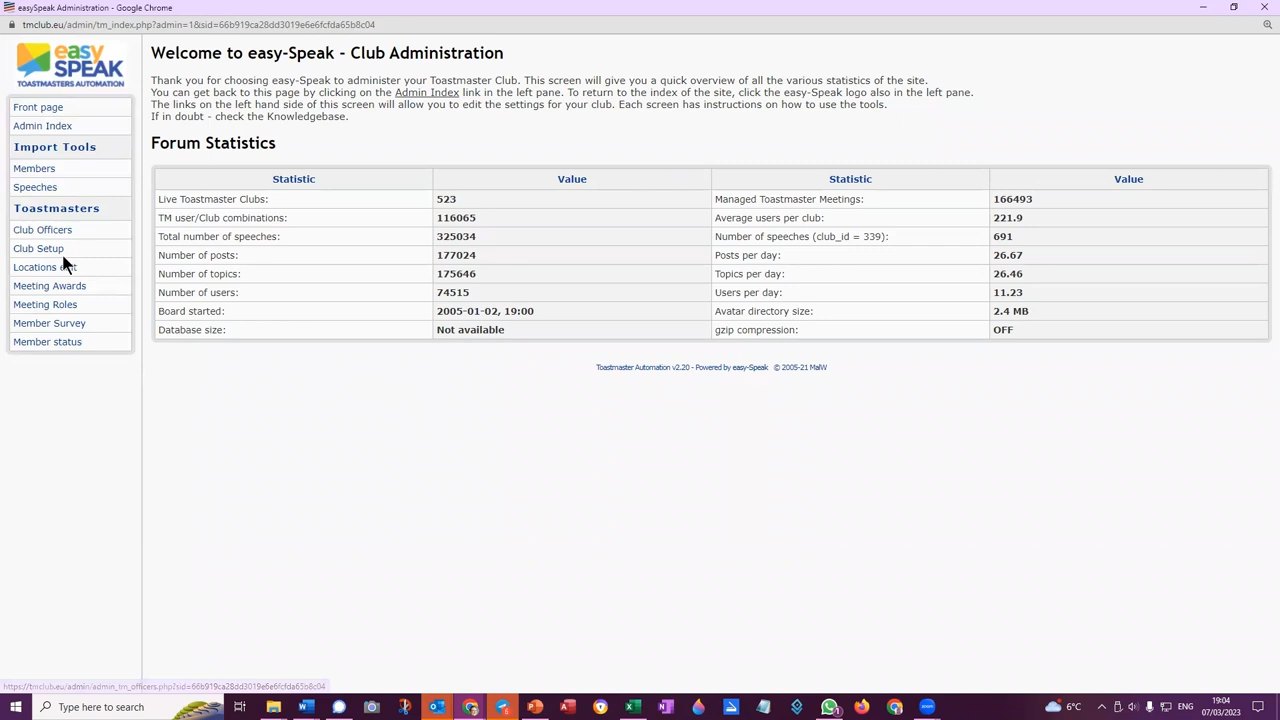 easySpeak Administration - Google Chrome
tmclub.eu/admin/tm_index.php?admin=1&sid=66b919ca28dd3019e6e6fcfda65b8c04
easy
SPEAK
TOASTMASTERS AUTOMATION
Front page
Admin Index
Import Tools
Members
Speeches
Toastmasters
Club Officers
Club Setup
Locations
Meeting Awards
Meeting Roles
Member Survey
Member status
Welcome to easy-Speak - Club Administration
Thank you for choosing easy-Speak to administer your Toastmaster Club. This screen will give you a quick overview of all the various statistics of the site.
You can get back to this page by clicking on the Admin Index link in the left pane. To return to the index of the site, click the easy-Speak logo also in the left pane.
The links on the left hand side of this screen will allow you to edit the settings for your club. Each screen has instructions on how to use the tools.
If in doubt - check the Knowledgebase.
Forum Statistics
Statistic Value Statistic Value
Live Toastmaster Clubs: 523 Managed Toastmaster Meetings: 166493
TM user/Club combinations: 116065 Average users per club: 221.9
Total number of speeches: 325034 Number of speeches (club_id = 339): 691
Number of posts: 177024 Posts per day: 26.67
Number of topics: 175646 Topics per day: 26.46
Number of users: 74515 Users per day: 11.23
Board started: 2005-01-02, 19:00 Avatar directory size: 2.4 MB
Database size: Not available gzip compression: OFF
Toastmaster Automation v2.20 - Powered by easy-Speak © 2005-21 MalW
https://tmclub.eu/admin/admin_tm_officers.php?sid=66b919ca28dd3019e6e6fcfda65b8c04
Type here to search
6°C
ENG
19:04
07/03/2023